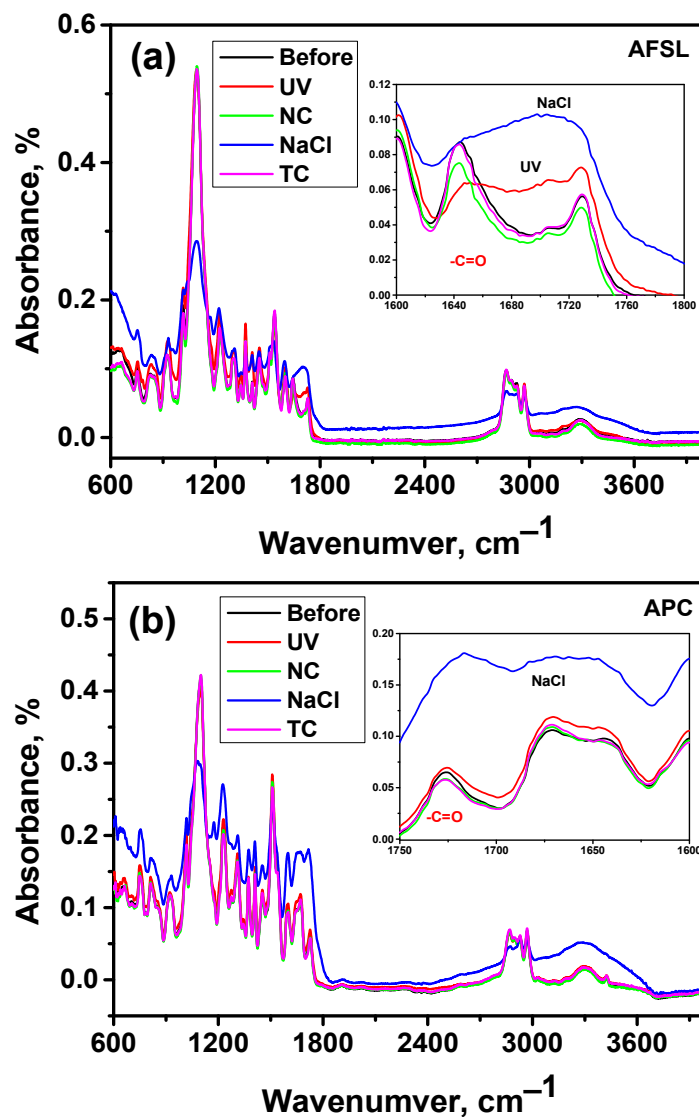 (a)
AFSL
Before
UV
NC
NaCl
TC
Absorbance, %
0.6
0.4
0.2
0.0
600 1200 1800 2400 3000 3600
Wavenumver, cm–1
Absorbance, %
0.12
0.10
0.08
0.06
0.04
0.02
0.00
NaCl
UV
-C=O
1600 1640 1680 1720 1760 1800
(b)
APC
Before
UV
NC
NaCl
TC
Absorbance, %
0.5
0.4
0.3
0.2
0.1
0.0
600 1200 1800 2400 3000 3600
Wavenumver, cm–1
Absorbance, %
0.20
0.15
0.10
0.05
0.00
NaCl
-C=O
1750 1700 1650 1600